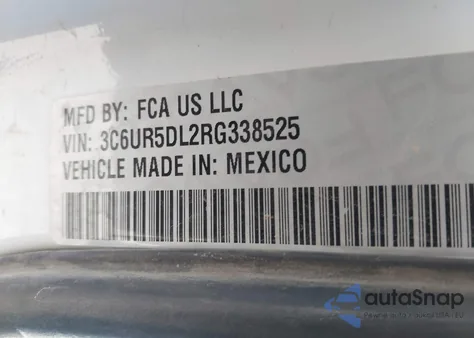 MFD BY: FCA US LLC
VIN: 3C6UR5DL2RG338525
VEHICLE MADE IN: MEXICO
autoSnap